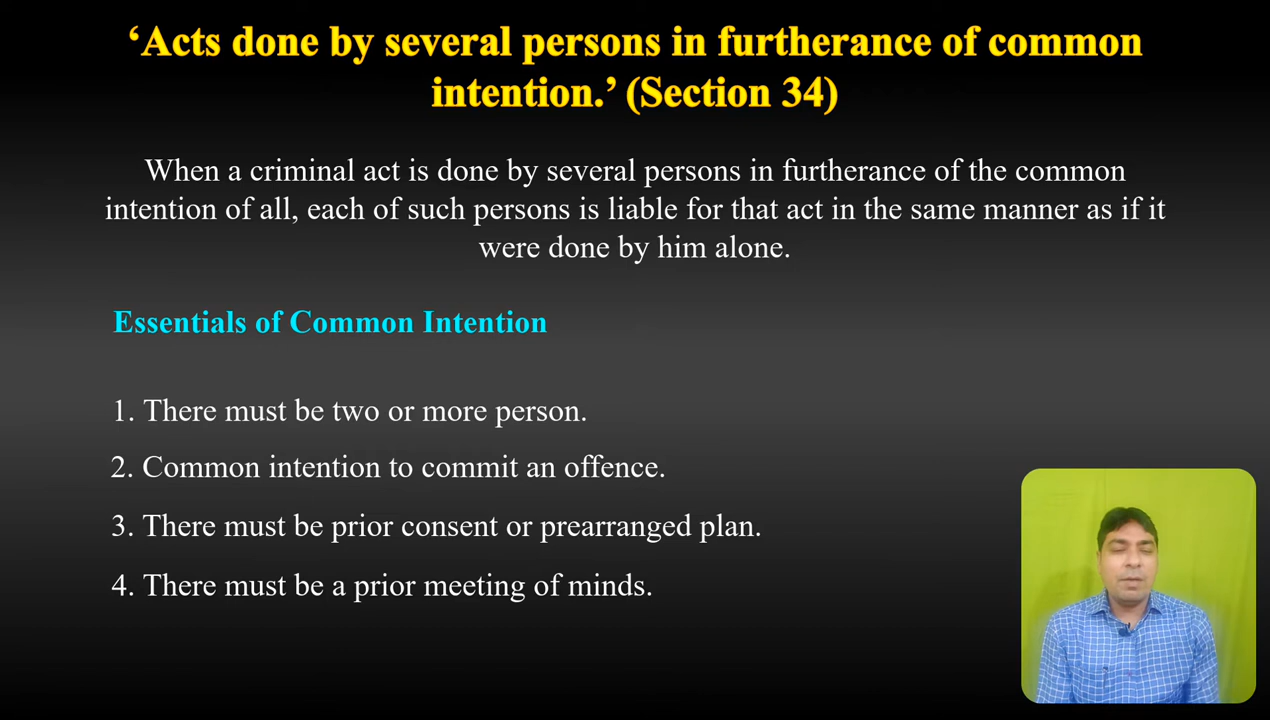 ‘Acts done by several persons in furtherance of common
intention.’ (Section 34)
When a criminal act is done by several persons in furtherance of the common
intention of all, each of such persons is liable for that act in the same manner as if it
were done by him alone.
Essentials of Common Intention
1. There must be two or more person.
2. Common intention to commit an offence.
3. There must be prior consent or prearranged plan.
4. There must be a prior meeting of minds.